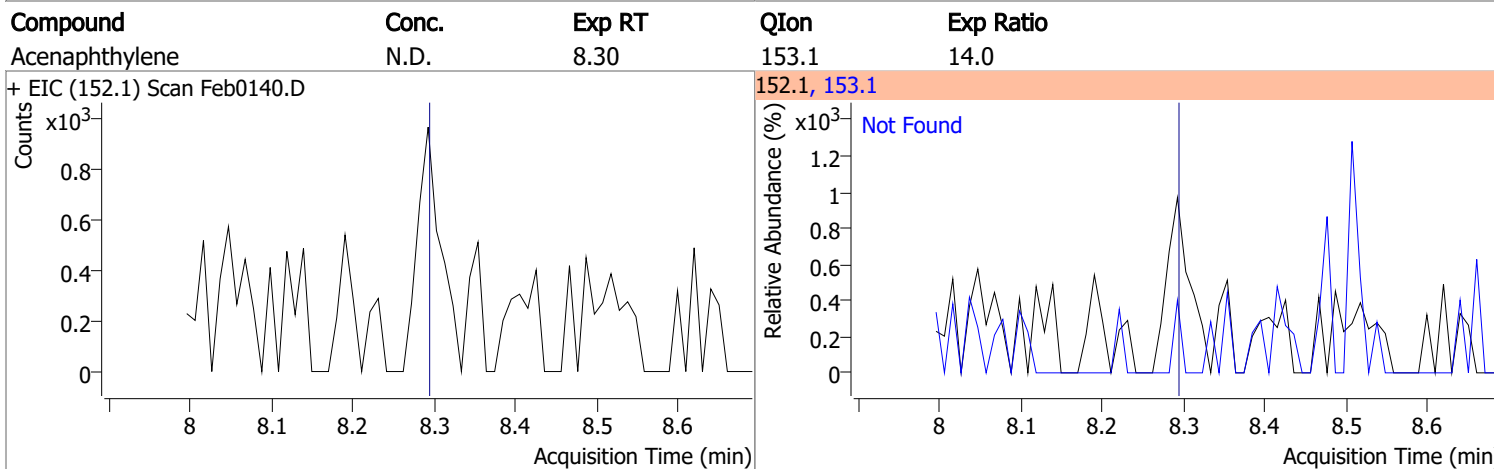 Compound Conc. Exp RT QIon Exp Ratio
Acenaphthylene N.D. 8.30 153.1 14.0
+ EIC (152.1) Scan Feb0140.D
Counts
x10³
0.8
0.6
0.4
0.2
0
8 8.1 8.2 8.3 8.4 8.5 8.6
Acquisition Time (min)
152.1, 153.1
Relative Abundance (%)
x10³
Not Found
1.2
1
0.8
0.6
0.4
0.2
0
8 8.1 8.2 8.3 8.4 8.5 8.6
Acquisition Time (min